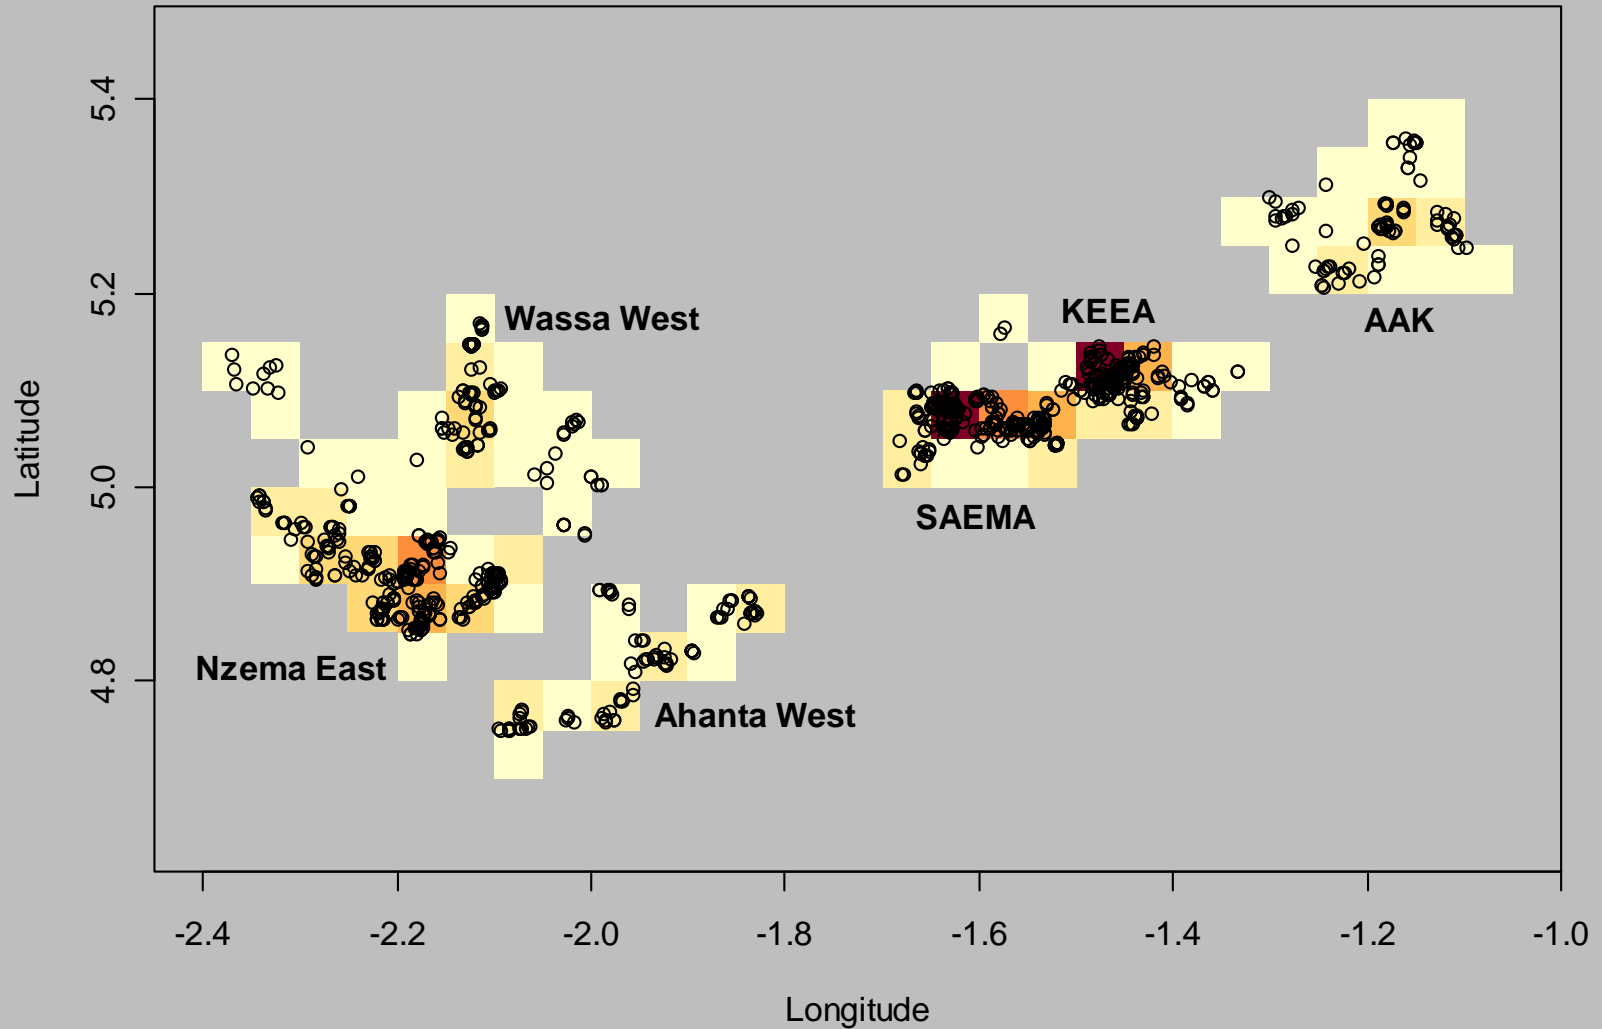 5.4
5.2
5.0
4.8
Latitude
Wassa West
KEEA
AAK
SAEMA
Nzema East
Ahanta West
-2.4 -2.2 -2.0 -1.8 -1.6 -1.4 -1.2 -1.0
Longitude